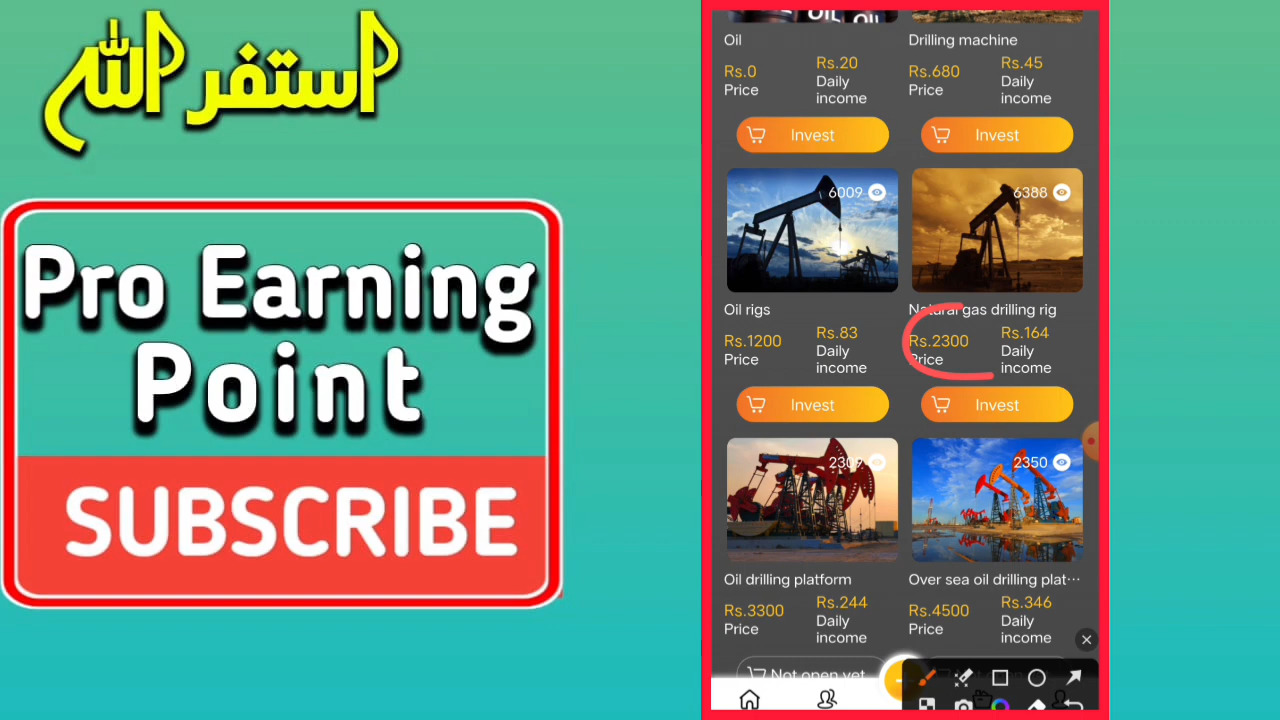 استفر الله
Pro Earning
Point
SUBSCRIBE
Oil
Rs.0
Price
Rs.20
Daily
income
Invest
Drilling machine
Rs.680
Price
Rs.45
Daily
income
Invest
6009
Oil rigs
Rs.1200
Price
Rs.83
Daily
income
Invest
6388
Natural gas drilling rig
Rs.2300
Price
Rs.164
Daily
income
Invest
2309
Oil drilling platform
Rs.3300
Price
Rs.244
Daily
income
Not open yet
2350
Over sea oil drilling plat···
Rs.4500
Price
Rs.346
Daily
income